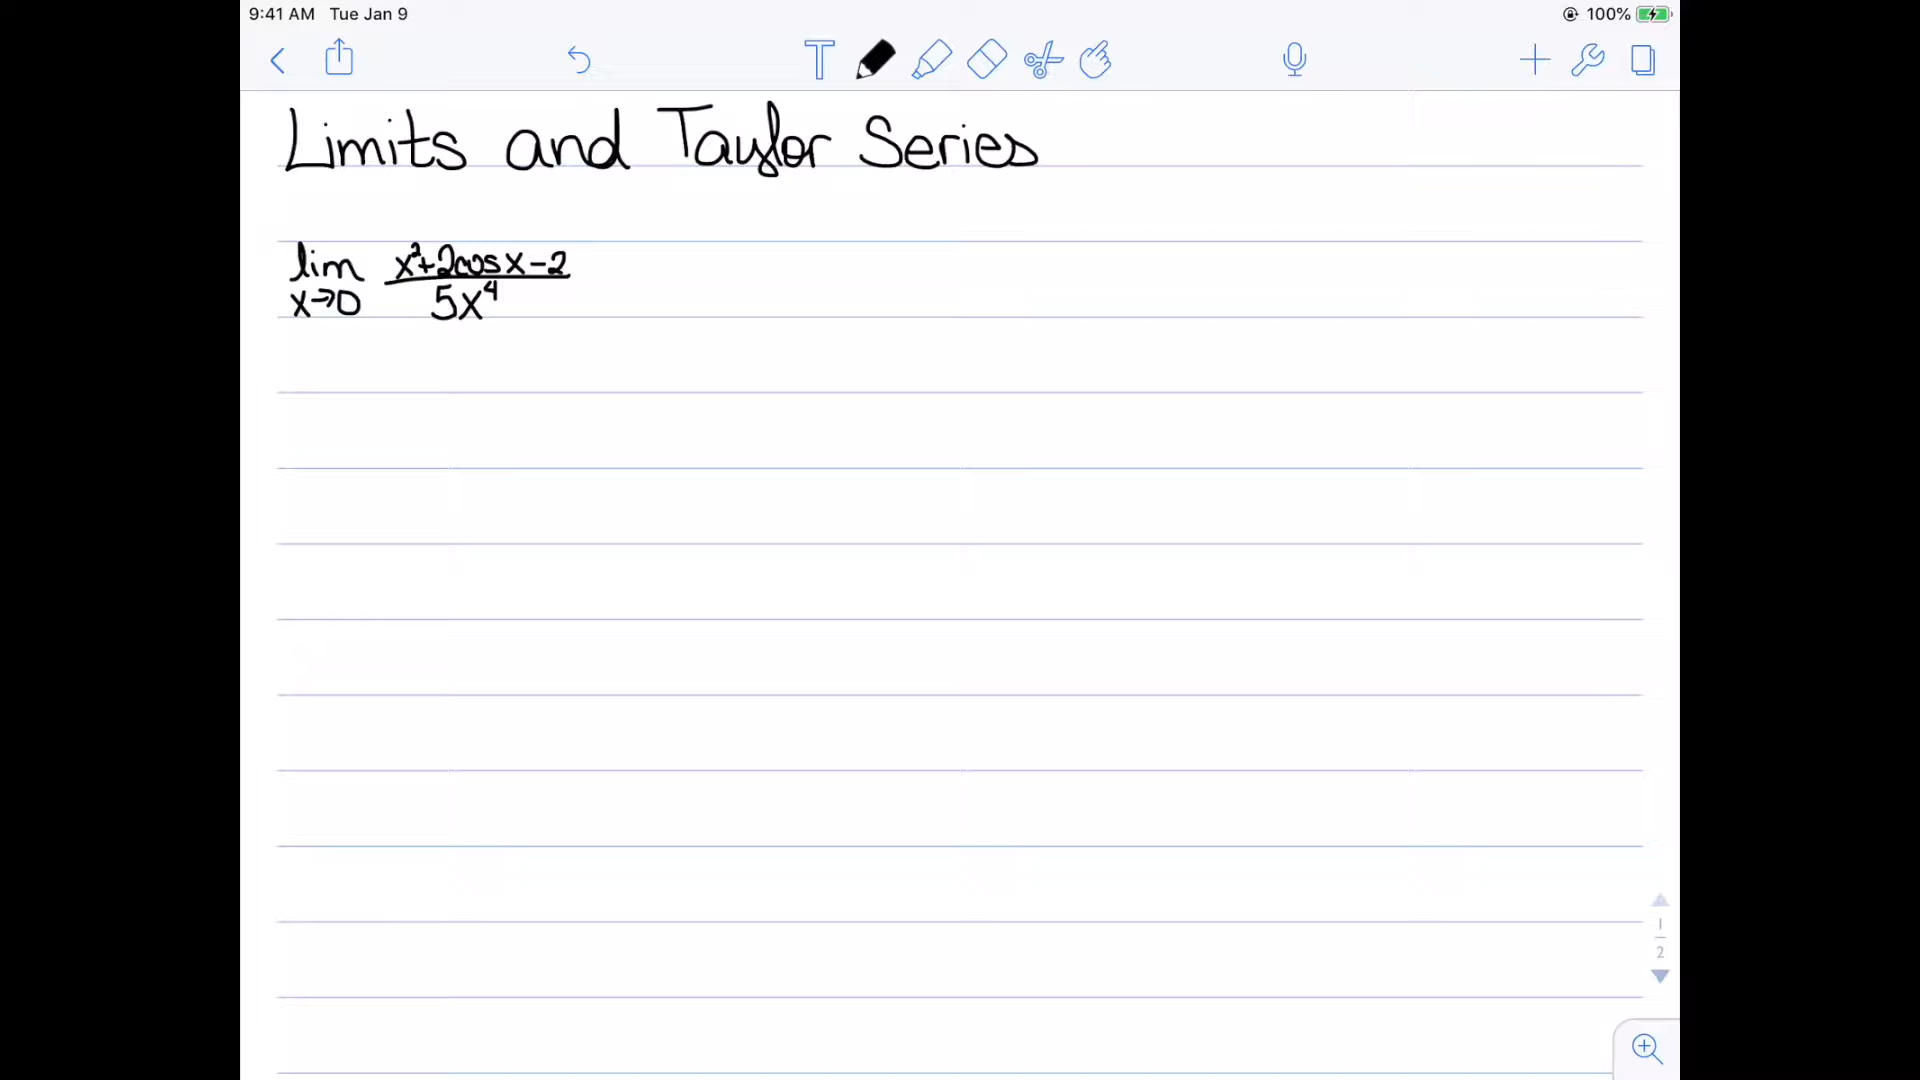 9:41 AM Tue Jan 9
100%
Limits and Taylor Series
lim x→0 (x²+2cosx-2)/(5x⁴)
1
2